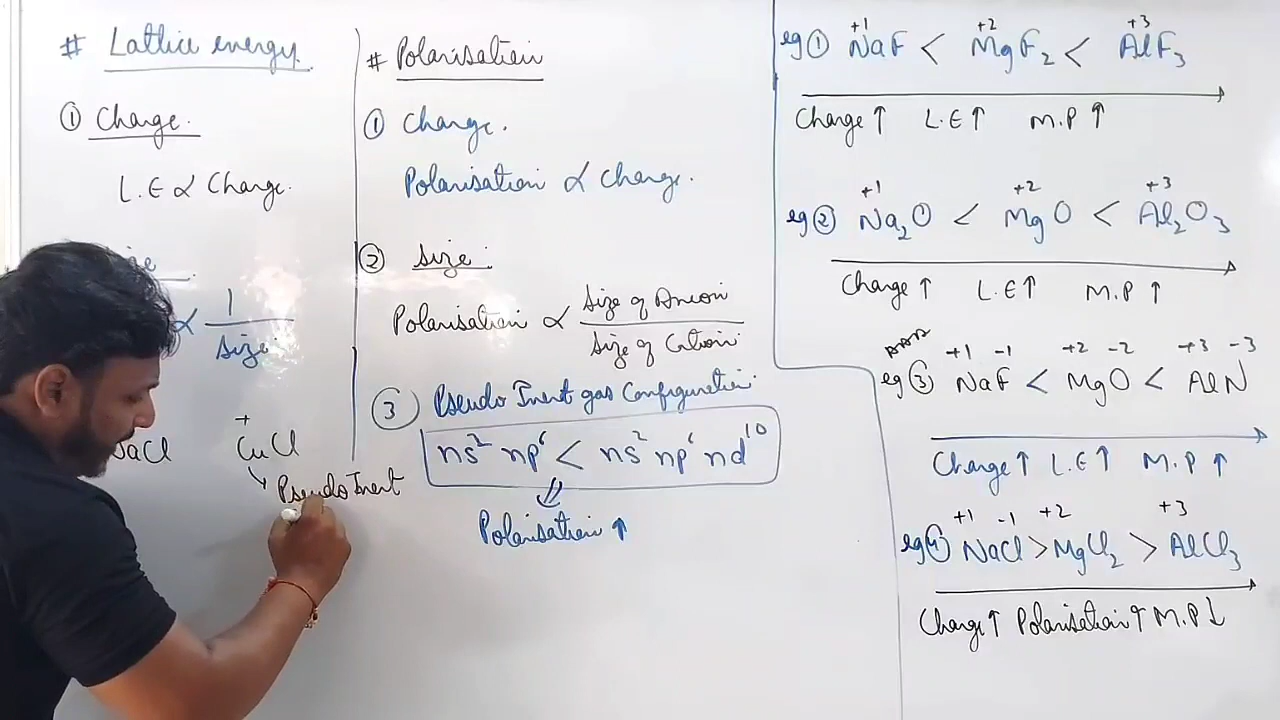 # Lattice energy
① Charge.
L.E ∝ Charge.
∝ 1 / size
NaCl
+
CuCl
↳ Pseudo Inert
# Polarisation
① Charge.
Polarisation ∝ Charge.
② Size.
Polarisation ∝ Size of Anion / Size of Cation
③ Pseudo Inert gas Configuration
ns² np⁶ < ns² np⁶ nd¹⁰
⇓
Polarisation ↑
+1 +2 +3
eg ① NaF < MgF₂ < AlF₃
Charge ↑ L.E ↑ M.P ↑
+1 +2 +3
eg ② Na₂O < MgO < Al₂O₃
Charge ↑ L.E ↑ M.P ↑
+1 -1 +2 -2 +3 -3
eg ③ NaF < MgO < AlN
Charge ↑ L.E ↑ M.P ↑
+1 -1 +2 +3
eg ④ NaCl > MgCl₂ > AlCl₃
Charge ↑ Polarisation ↑ M.P ↓